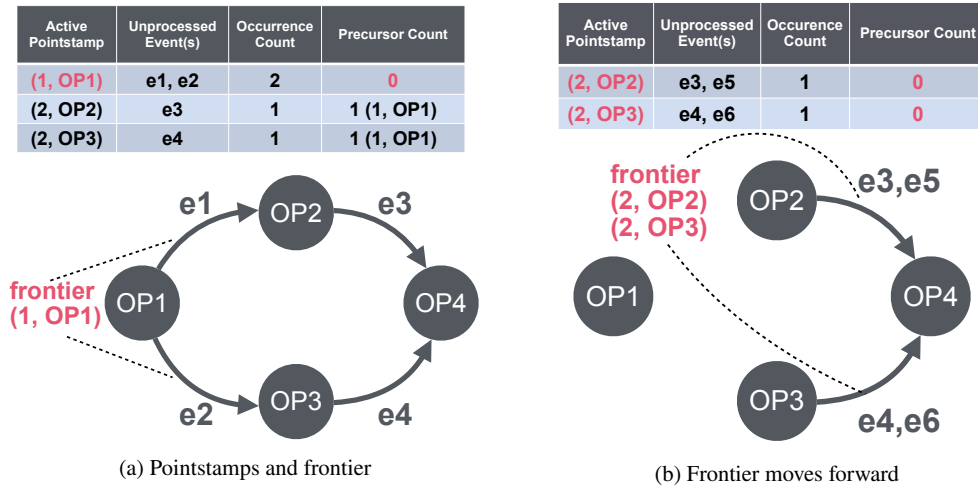 Active Pointstamp Unprocessed Event(s) Occurrence Count Precursor Count
(1, OP1) e1, e2 2 0
(2, OP2) e3 1 1 (1, OP1)
(2, OP3) e4 1 1 (1, OP1)
e1
OP2
e3
frontier
(1, OP1)
OP1
OP4
e2
OP3
e4
(a) Pointstamps and frontier
Active Pointstamp Unprocessed Event(s) Occurence Count Precursor Count
(2, OP2) e3, e5 1 0
(2, OP3) e4, e6 1 0
frontier
(2, OP2)
(2, OP3)
OP2
e3,e5
OP1
OP4
OP3
e4,e6
(b) Frontier moves forward